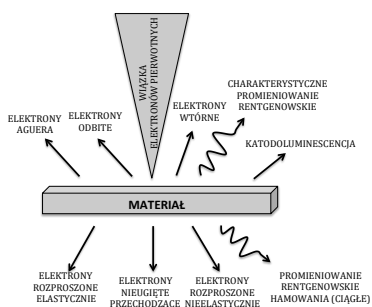 WIĄZKA
ELEKTRONÓW PIERWOTNYCH
ELEKTRONY
AGUERA
ELEKTRONY
ODBITE
ELEKTRONY
WTÓRNE
CHARAKTERYSTYCZNE
PROMIENIOWANIE
RENTGENOWSKIE
KATODOLUMINESCENCJA
MATERIAŁ
ELEKTRONY
ROZPROSZONE
ELASTYCZNIE
ELEKTRONY
NIEUGIĘTE
PRZECHODZĄCE
ELEKTRONY
ROZPROSZONE
NIEELASTYCZNIE
PROMIENIOWANIE
RENTGENOWSKIE
HAMOWANIA (CIĄGŁE)